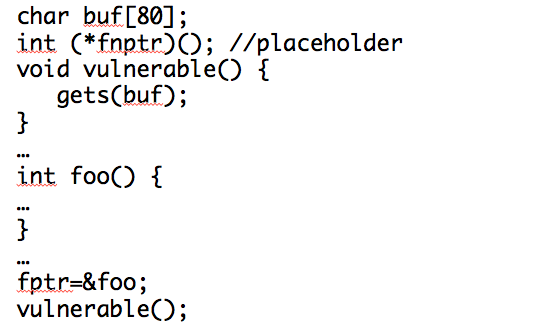 char buf[80];
int (*fnptr)(); //placeholder
void vulnerable() {
   gets(buf);
}
…
int foo() {
…
}
…
fptr=&foo;
vulnerable();